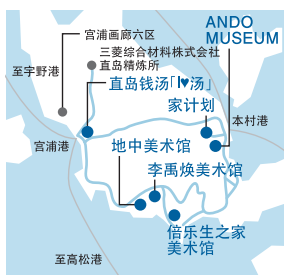 ANDO
MUSEUM
宫浦画廊六区
三菱综合材料株式会社
直岛精炼所
至宇野港
直岛钱汤「I♥汤」
家计划
本村港
宫浦港
地中美术馆
李禹焕美术馆
倍乐生之家
美术馆
至高松港